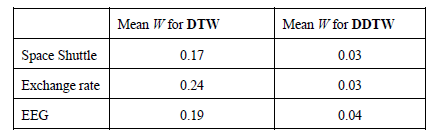 Mean W for DTW Mean W for DDTW
Space Shuttle 0.17 0.03
Exchange rate 0.24 0.03
EEG 0.19 0.04